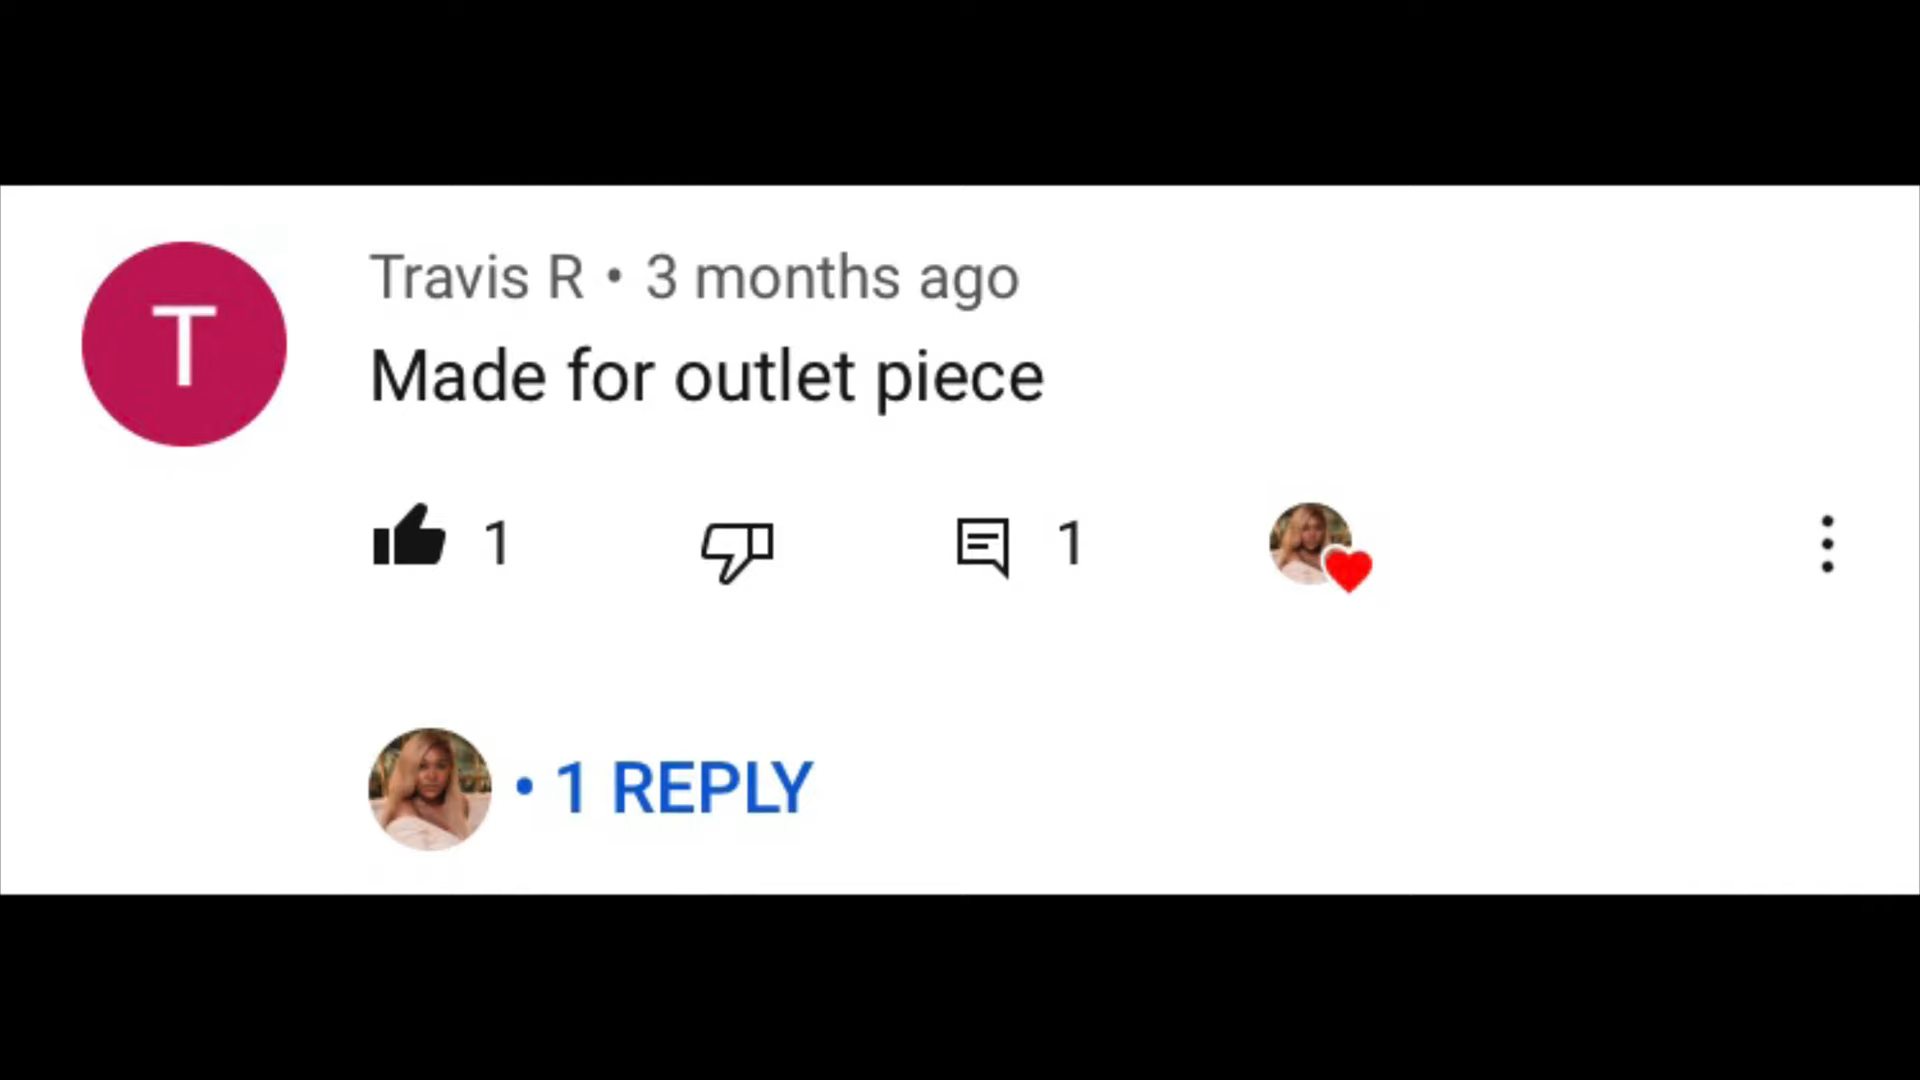 T
Travis R • 3 months ago
Made for outlet piece
1 1
• 1 REPLY